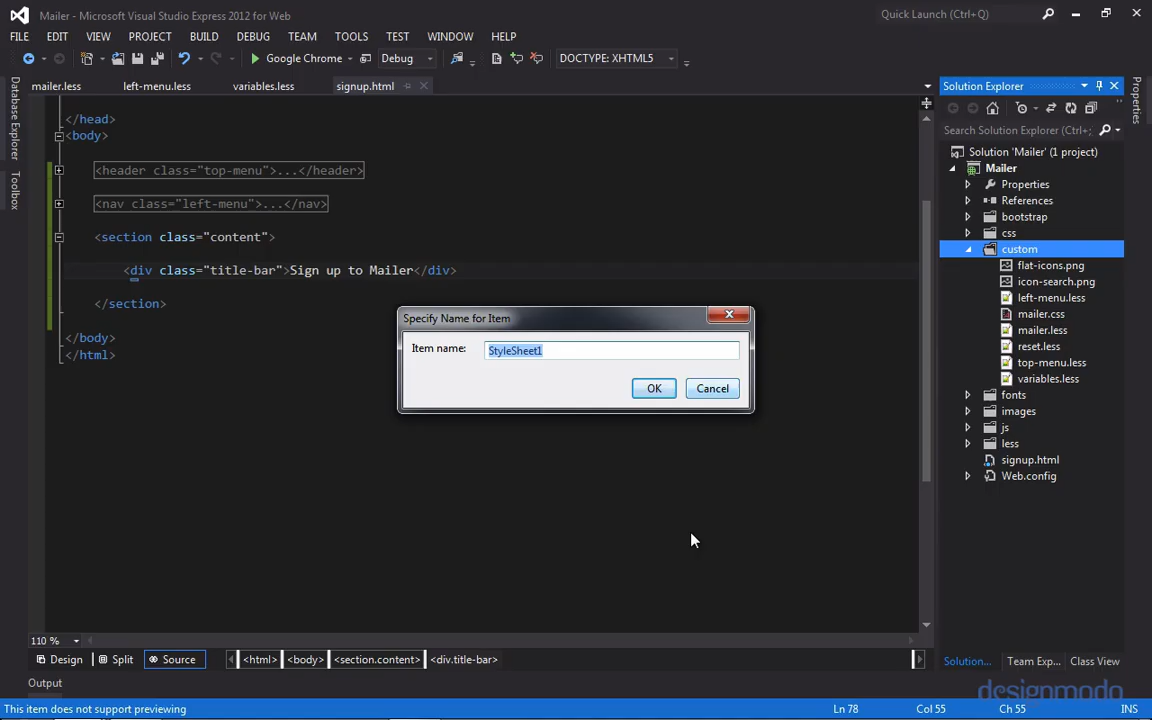 Mailer - Microsoft Visual Studio Express 2012 for Web
Quick Launch (Ctrl+Q)
FILE EDIT VIEW PROJECT BUILD DEBUG TEAM TOOLS TEST WINDOW HELP
Google Chrome Debug DOCTYPE: XHTML5
mailer.less left-menu.less variables.less signup.html
Database Explorer
Toolbox
</head>
<body>
<header class="top-menu">...</header>
<nav class="left-menu">...</nav>
<section class="content">
<div class="title-bar">Sign up to Mailer</div>
</section>
</body>
</html>
Specify Name for Item
Item name: StyleSheet1
OK Cancel
110 %
Design Split Source <html> <body> <section.content> <div.title-bar>
Output
Solution Explorer
Search Solution Explorer (Ctrl+;
Solution 'Mailer' (1 project)
Mailer
Properties
References
bootstrap
css
custom
flat-icons.png
icon-search.png
left-menu.less
mailer.css
mailer.less
reset.less
top-menu.less
variables.less
fonts
images
js
less
signup.html
Web.config
Properties
Solution... Team Exp... Class View
designmodo
This item does not support previewing Ln 78 Col 55 Ch 55 INS